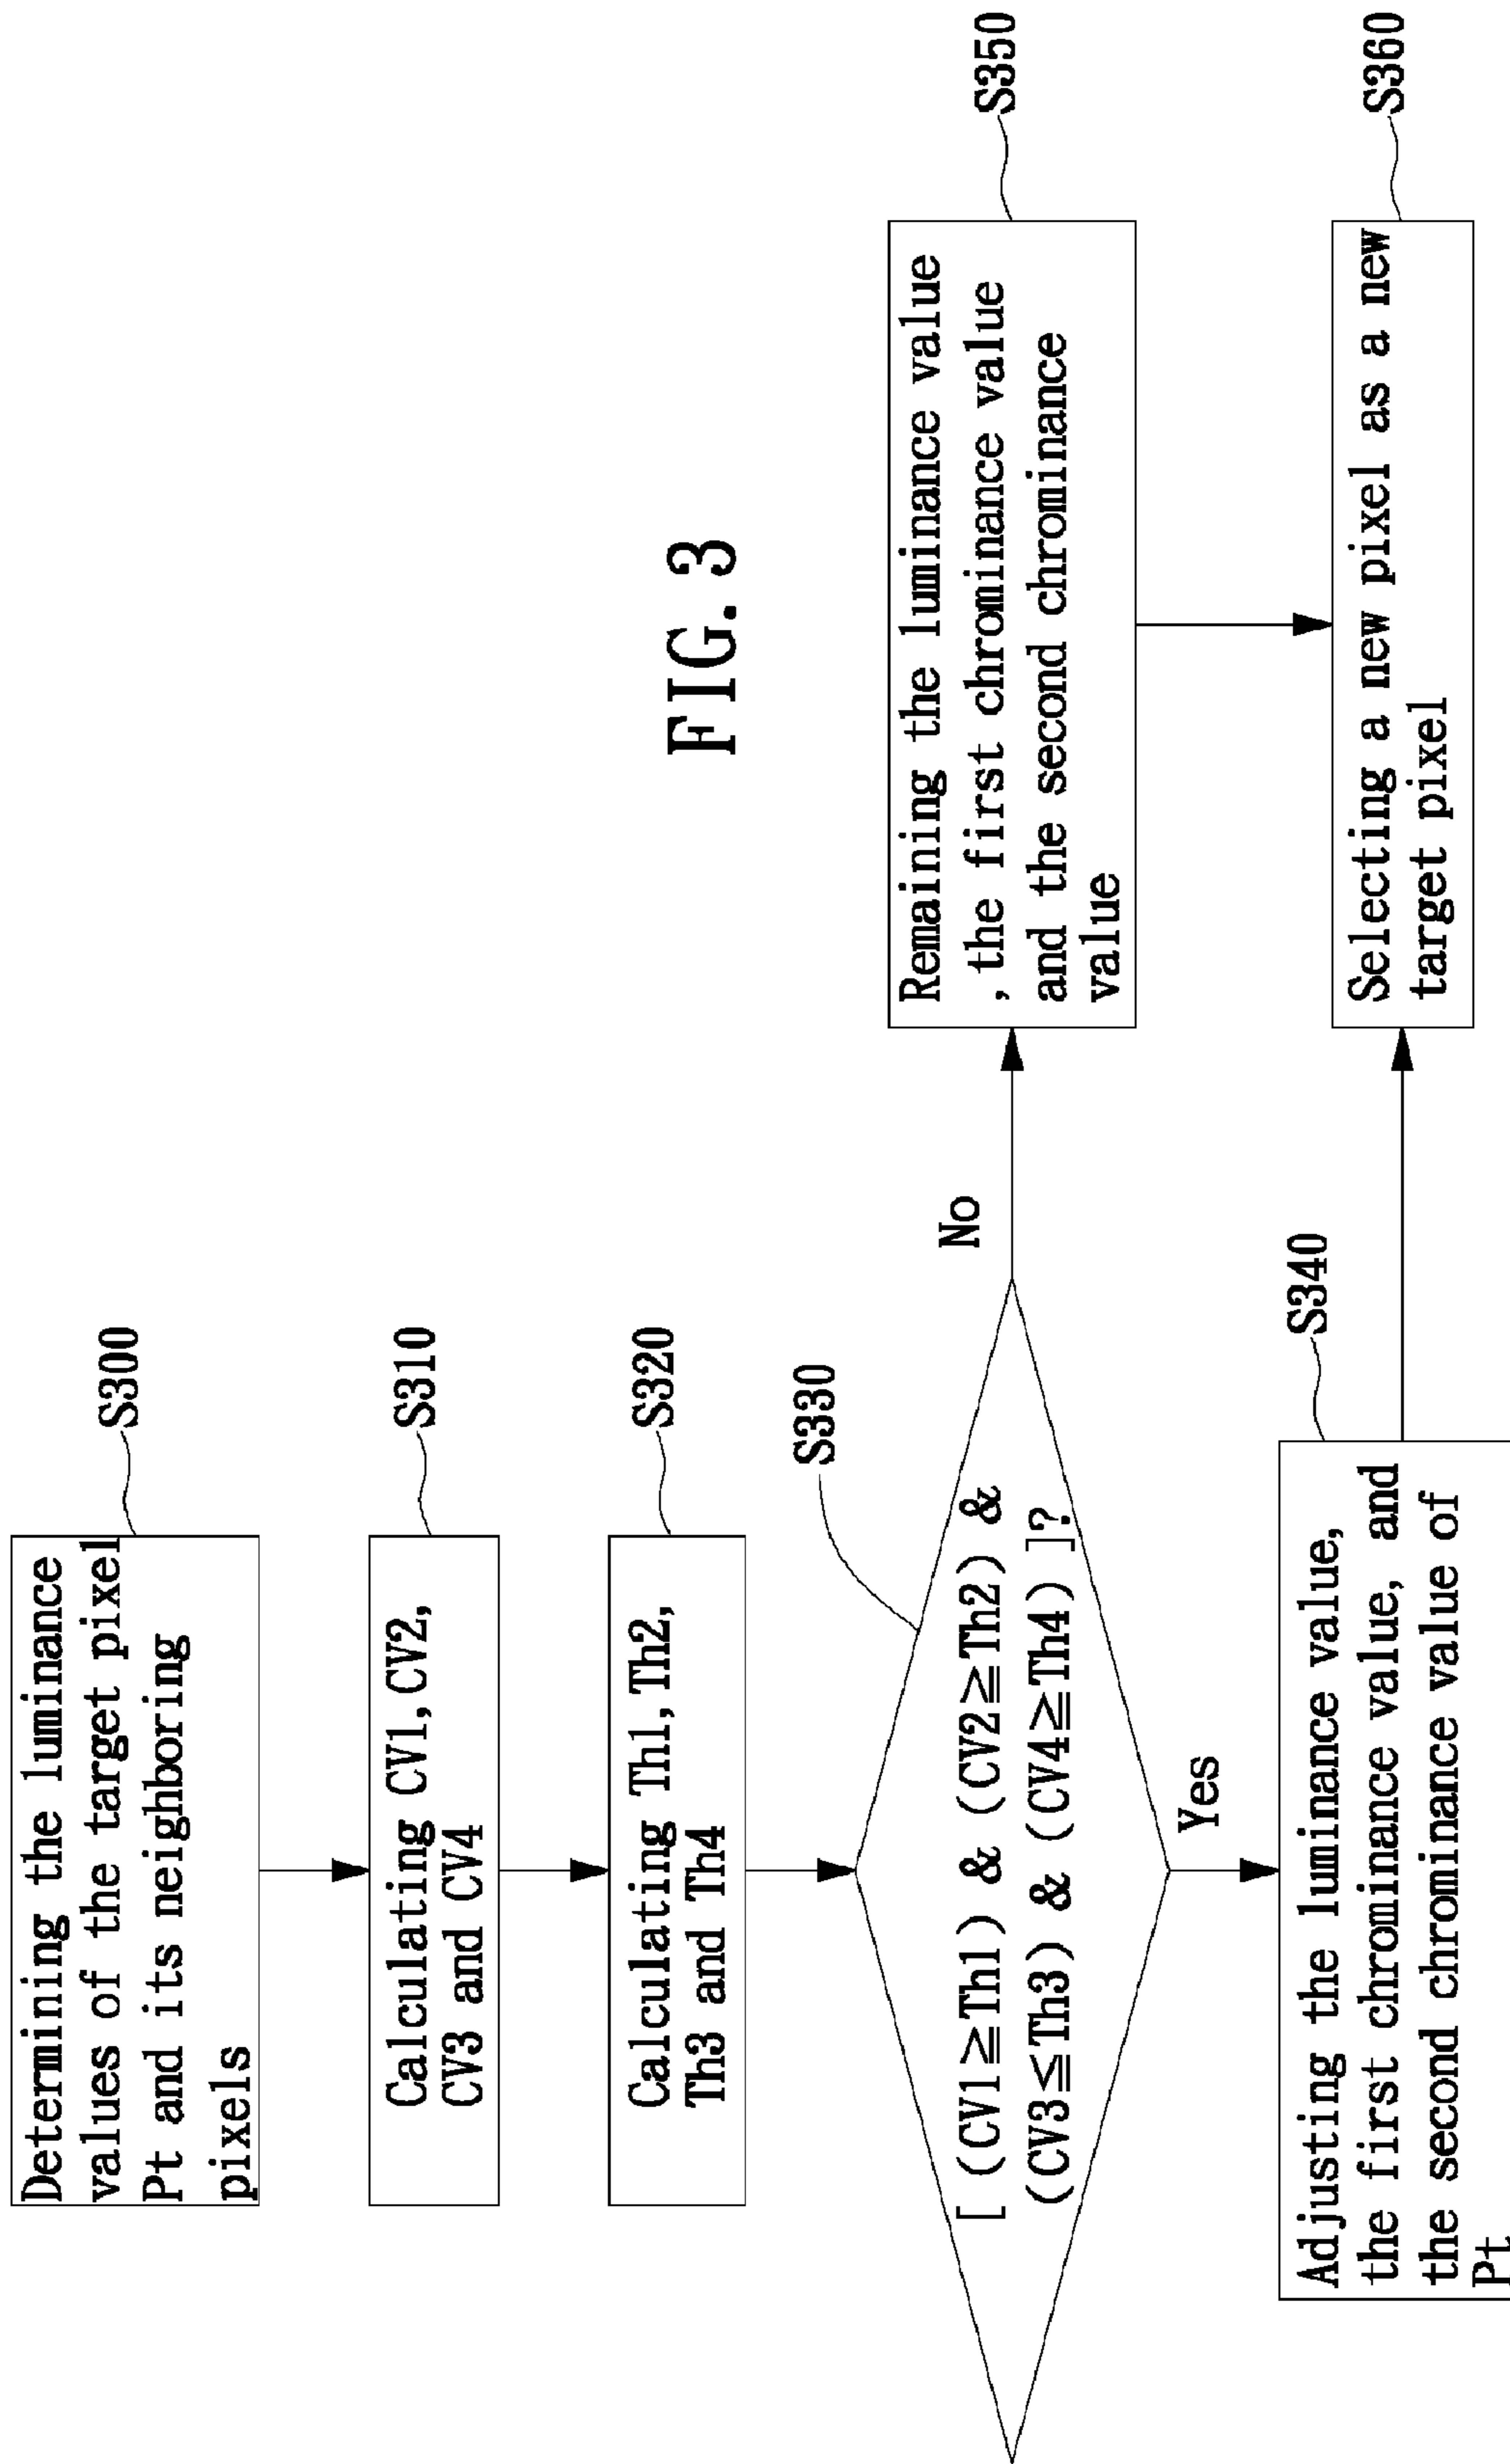 Determining the luminance
values of the target pixel
Pt and its neighboring
pixels
S300
Calculating CV1, CV2,
CV3 and CV4
S310
Calculating Th1, Th2,
Th3 and Th4
S320
[ (CV1≧Th1) & (CV2≧Th2) &
(CV3≦Th3) & (CV4≧Th4) ]?
S330
No
Yes
Remaining the luminance value
, the first chrominance value
and the second chrominance
value
S350
Adjusting the luminance value,
the first chrominance value, and
the second chrominance value of
Pt
S340
Selecting a new pixel as a new
target pixel
S360
FIG. 3